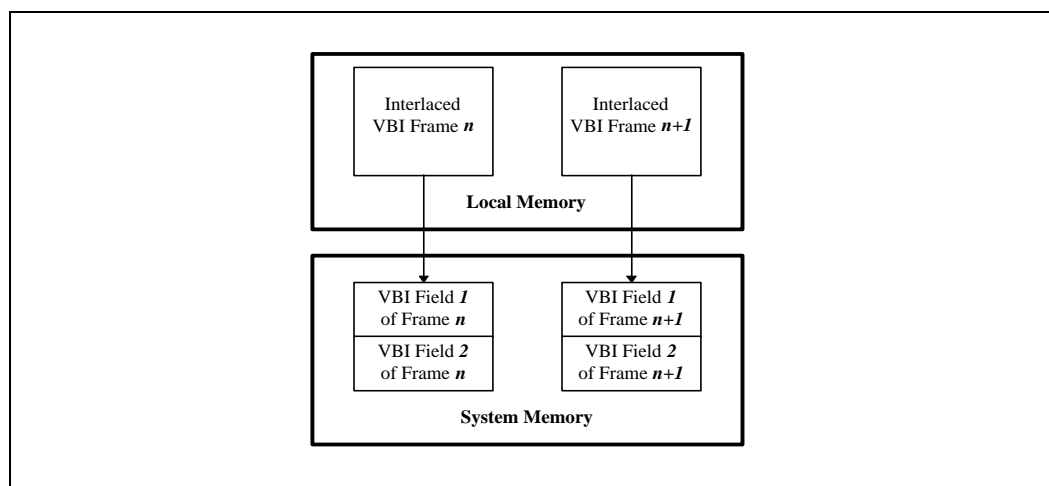 Interlaced
VBI Frame n
Interlaced
VBI Frame n+1
Local Memory
VBI Field 1
of Frame n
VBI Field 2
of Frame n
VBI Field 1
of Frame n+1
VBI Field 2
of Frame n+1
System Memory